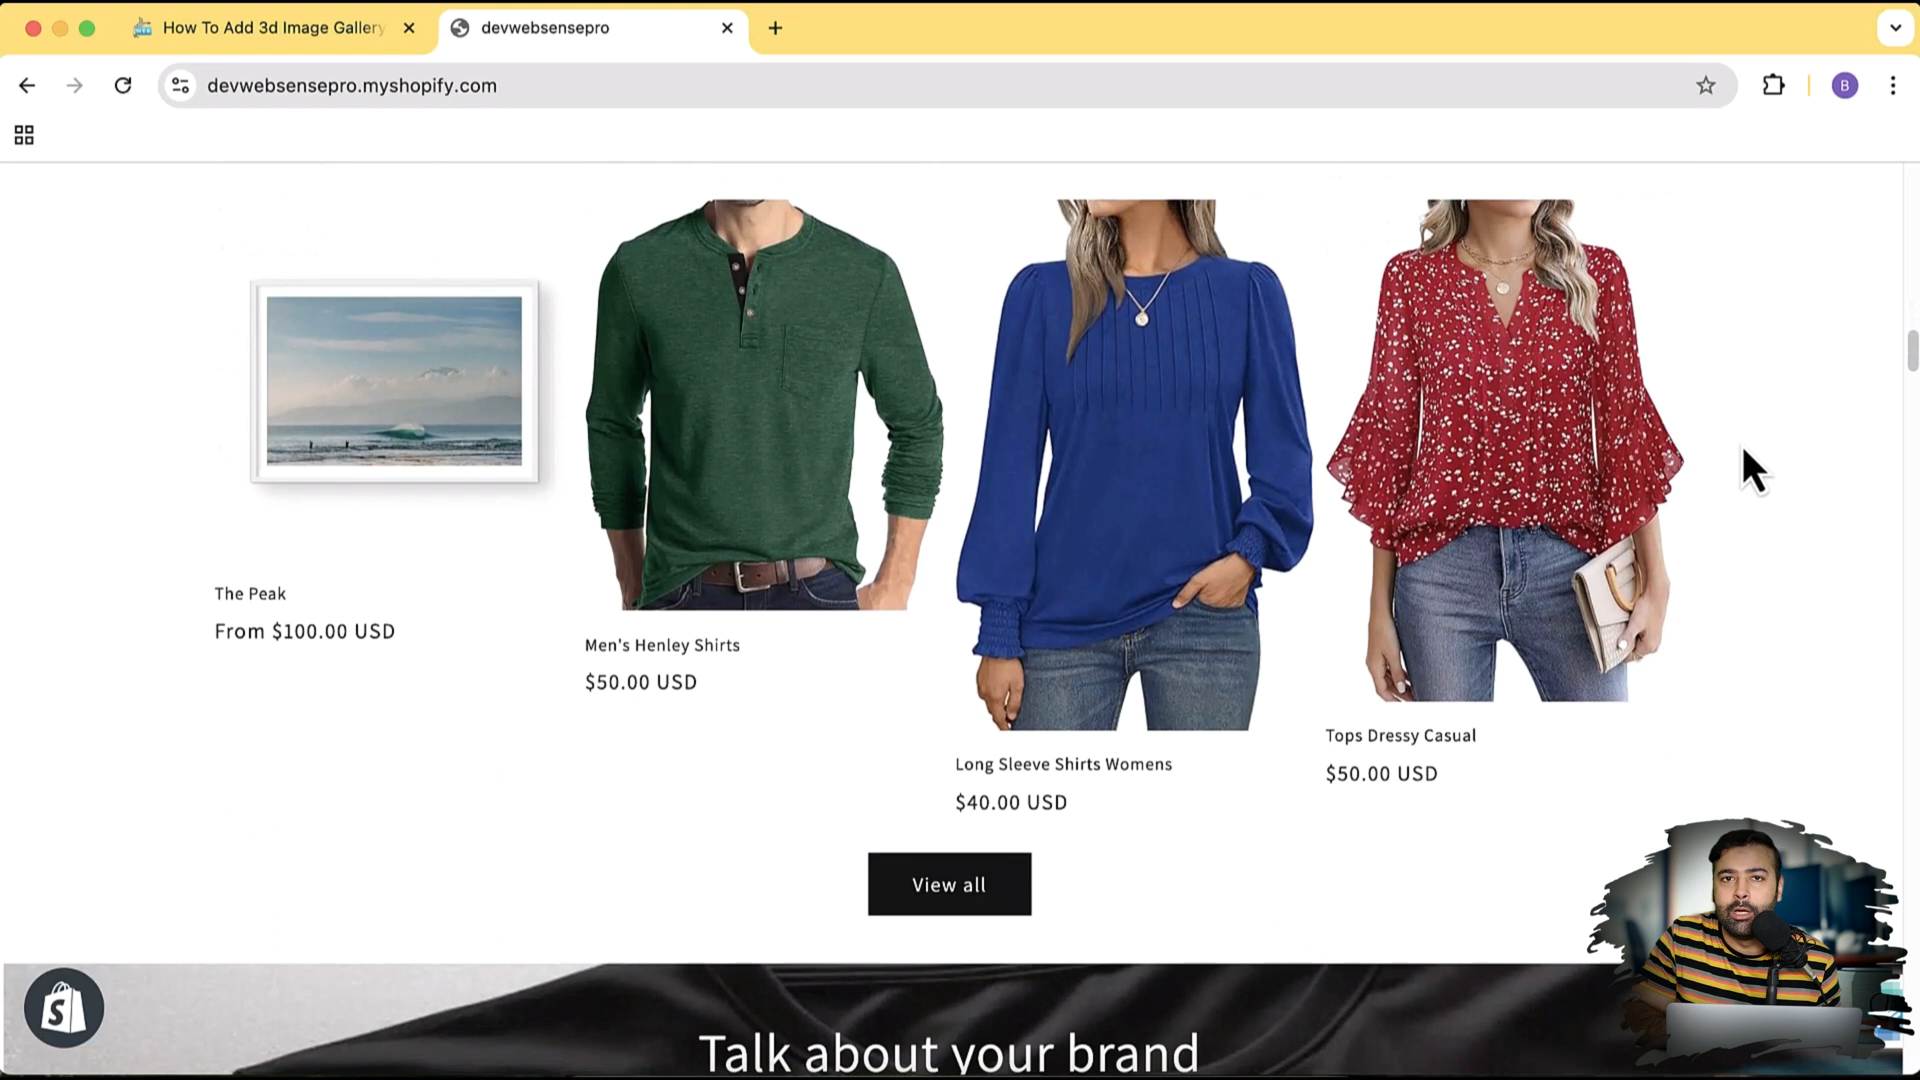 How To Add 3d Image Gallery
devwebsensepro
devwebsensepro.myshopify.com
B
The Peak
From $100.00 USD
Men's Henley Shirts
$50.00 USD
Long Sleeve Shirts Womens
$40.00 USD
Tops Dressy Casual
$50.00 USD
View all
S
Talk about your brand